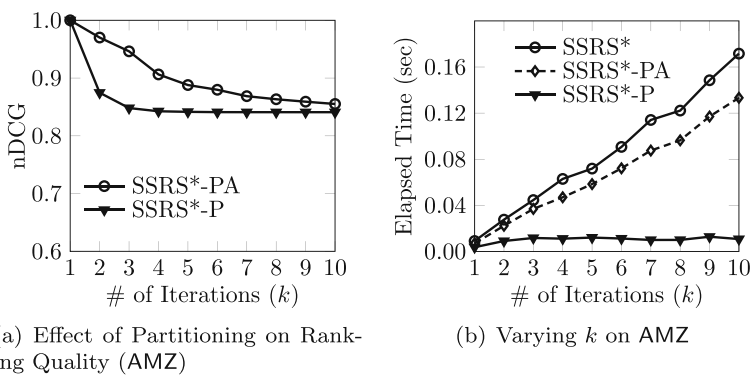 1.0
0.9
0.8
0.7
0.6
nDCG
SSRS*-PA
SSRS*-P
1 2 3 4 5 6 7 8 9 10
# of Iterations (k)
a) Effect of Partitioning on Rank-
ng Quality (AMZ)
0.16
0.12
0.08
0.04
0.00
Elapsed Time (sec)
SSRS*
SSRS*-PA
SSRS*-P
1 2 3 4 5 6 7 8 9 10
# of Iterations (k)
(b) Varying k on AMZ